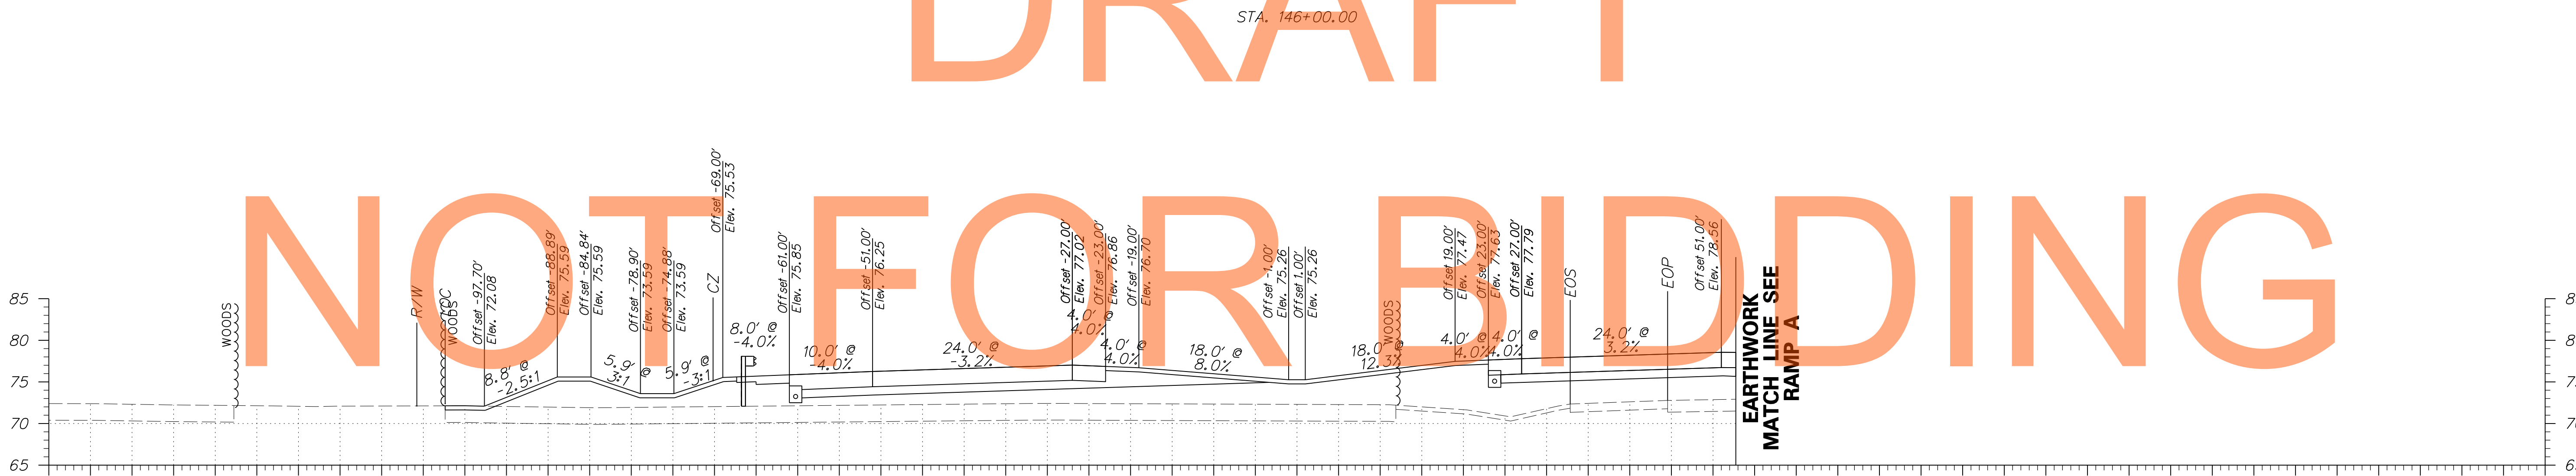 DRAFT
STA. 146+00.00
NOT FOR BIDDING
WOODS
R/W
WOODS
Offset -97.70'
Elev. 72.08
8.8' @
-2.5:1
Offset -88.89'
Elev. 75.59
Offset -84.84'
Elev. 75.59
5.9' @
3:1
Offset -78.90'
Elev. 73.59
Offset -74.88'
Elev. 73.59
5.9' @
-3:1
CZ
Offset -69.00'
Elev. 75.53
8.0' @
-4.0%
Offset -61.00'
Elev. 75.85
10.0' @
-4.0%
Offset -51.00'
Elev. 76.25
24.0' @
-3.2%
Offset -27.00'
Elev. 77.02
4.0' @
4.0%
Offset -23.00'
Elev. 76.86
4.0' @
4.0%
Offset -19.00'
Elev. 76.70
18.0' @
8.0%
Offset -1.00'
Elev. 75.26
Offset 1.00'
Elev. 75.26
18.0' @
12.3%
WOODS
Offset 19.00'
Elev. 77.47
4.0' @
4.0%
Offset 23.00'
Elev. 77.63
4.0' @
4.0%
Offset 27.00'
Elev. 77.79
EOS
24.0' @
3.2%
EOP
Offset 51.00'
Elev. 78.56
EARTHWORK
MATCH LINE SEE
RAMP A
85
80
75
70
65